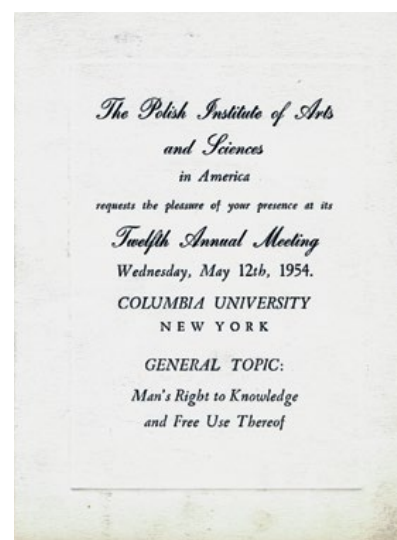 The Polish Institute of Arts
and Sciences
in America
requests the pleasure of your presence at its
Twelfth Annual Meeting
Wednesday, May 12th, 1954.
COLUMBIA UNIVERSITY
NEW YORK
GENERAL TOPIC:
Man's Right to Knowledge
and Free Use Thereof